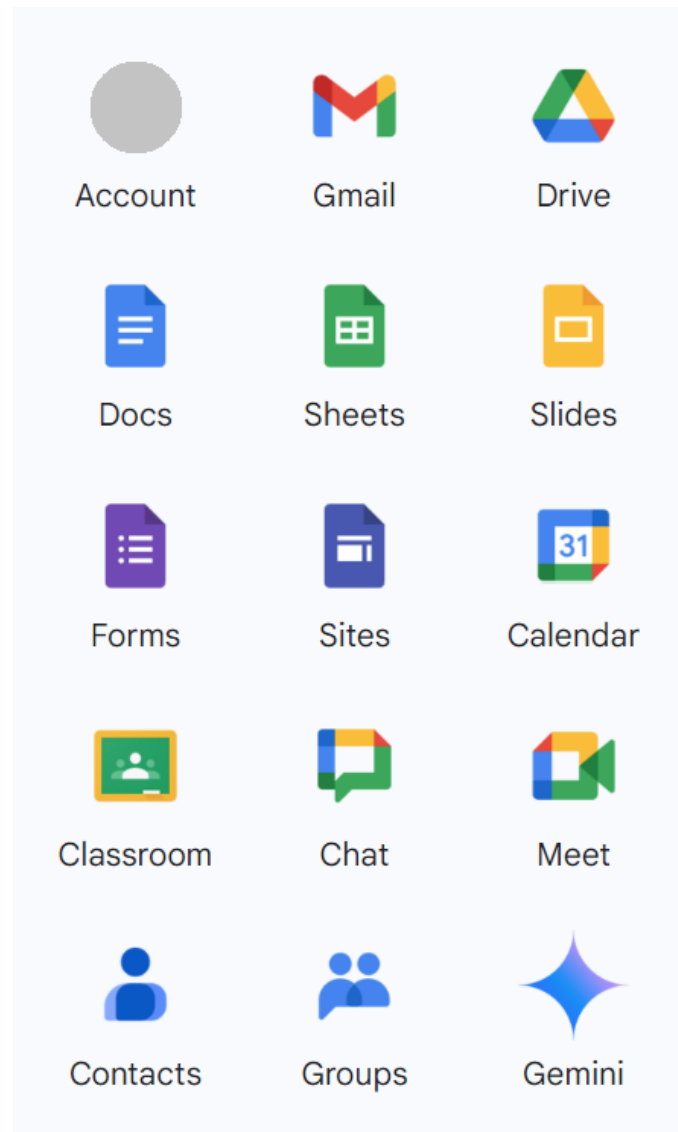 Account Gmail Drive
Docs Sheets Slides
31
Forms Sites Calendar
Classroom Chat Meet
Contacts Groups Gemini